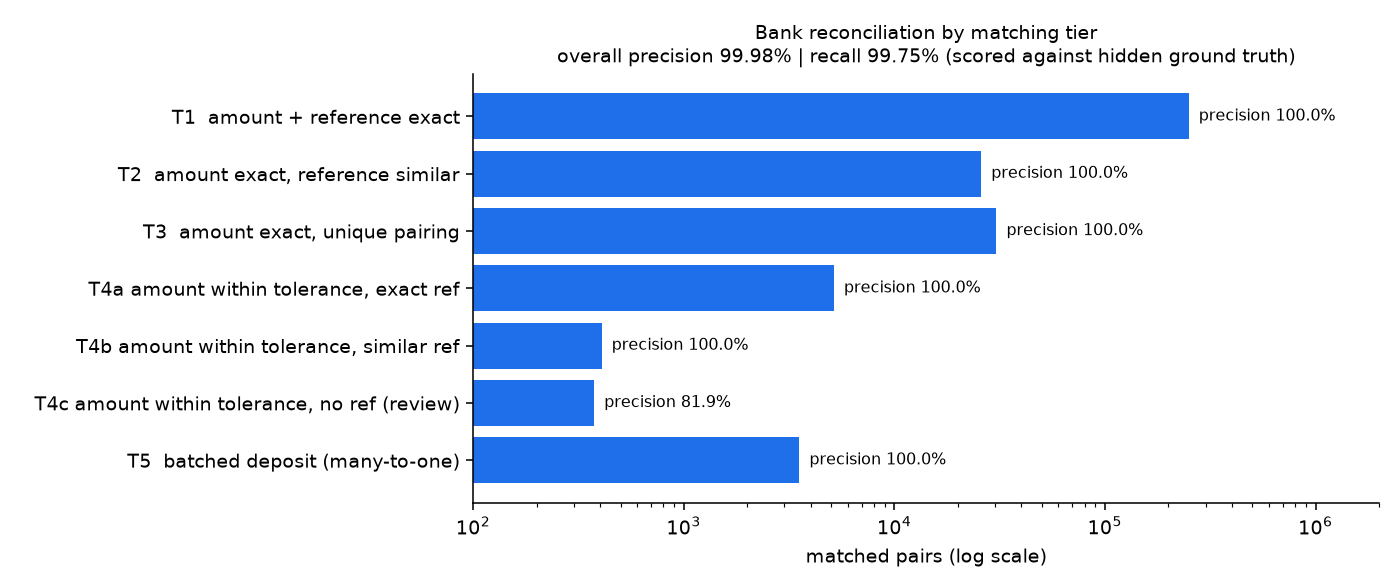 Bank reconciliation by matching tier
overall precision 99.98% | recall 99.75% (scored against hidden ground truth)
T1  amount + reference exact
precision 100.0%
T2  amount exact, reference similar
precision 100.0%
T3  amount exact, unique pairing
precision 100.0%
T4a amount within tolerance, exact ref
precision 100.0%
T4b amount within tolerance, similar ref
precision 100.0%
T4c amount within tolerance, no ref (review)
precision 81.9%
T5  batched deposit (many-to-one)
precision 100.0%
10² 10³ 10⁴ 10⁵ 10⁶
matched pairs (log scale)